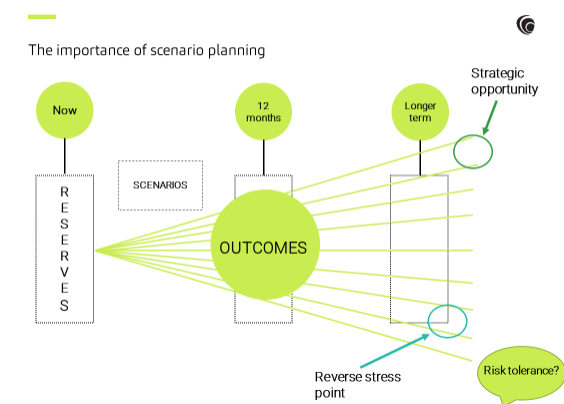 The importance of scenario planning
Strategic
opportunity
Now
12
months
Longer
term
SCENARIOS
R
E
S
E
R
V
E
S
OUTCOMES
Reverse stress
point
Risk tolerance?